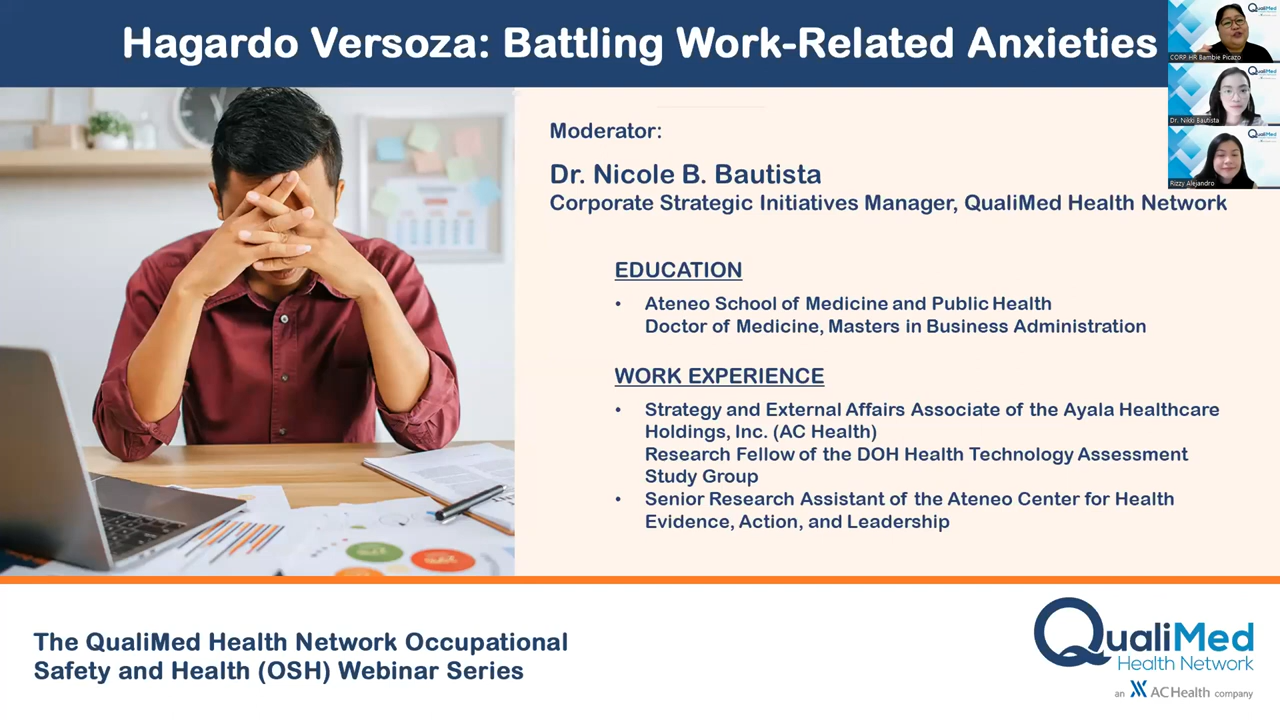 Hagardo Versoza: Battling Work-Related Anxieties
QualiMed
CORP HR Bambie Picazo
QualiMed
Dr. Nikki Bautista
QualiMed
Rizzy Alejandro
Moderator:
Dr. Nicole B. Bautista
Corporate Strategic Initiatives Manager, QualiMed Health Network
EDUCATION
• Ateneo School of Medicine and Public Health
Doctor of Medicine, Masters in Business Administration
WORK EXPERIENCE
• Strategy and External Affairs Associate of the Ayala Healthcare
Holdings, Inc. (AC Health)
Research Fellow of the DOH Health Technology Assessment
Study Group
• Senior Research Assistant of the Ateneo Center for Health
Evidence, Action, and Leadership
The QualiMed Health Network Occupational
Safety and Health (OSH) Webinar Series
QualiMed
Health Network
an AC Health company